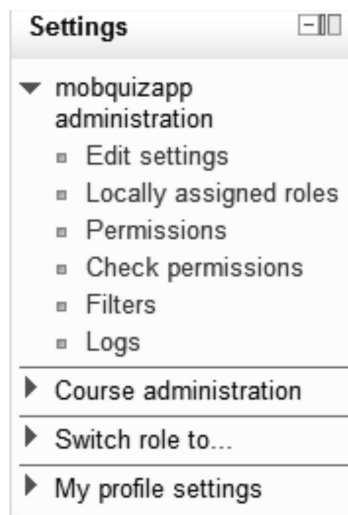 Settings
mobquizapp
administration
Edit settings
Locally assigned roles
Permissions
Check permissions
Filters
Logs
Course administration
Switch role to...
My profile settings